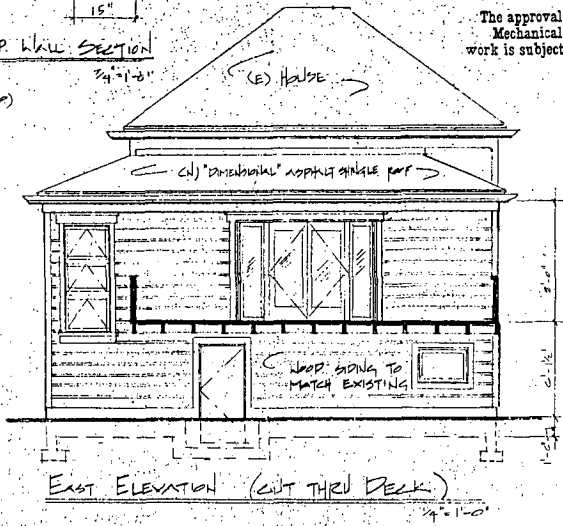 15"
P. WALL SECTION
3/4"=1'-0"
The approval
Mechanical
work is subject
(E) HOUSE
(N) "DIMENSIONAL" ASPHALT SHINGLE ROOF
WOOD SIDING TO
MATCH EXISTING
EAST ELEVATION (CUT THRU DECK)
1/4"=1'-0"